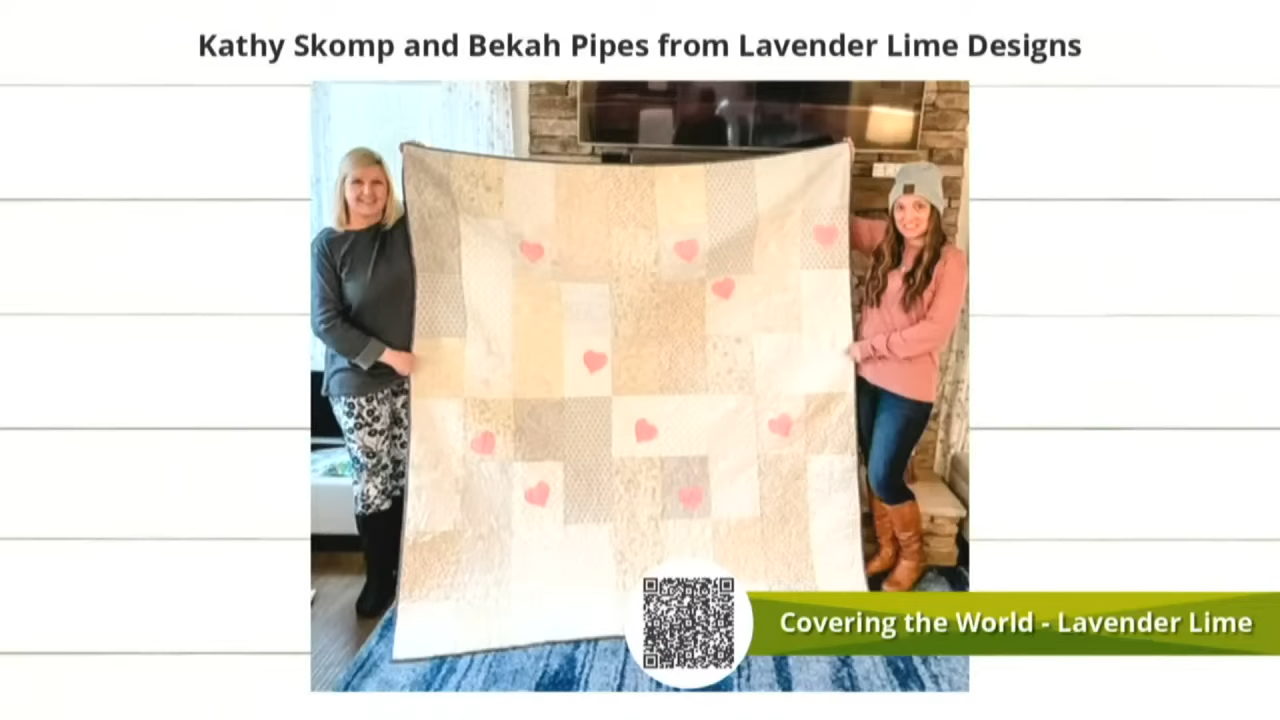 Kathy Skomp and Bekah Pipes from Lavender Lime Designs
Covering the World - Lavender Lime